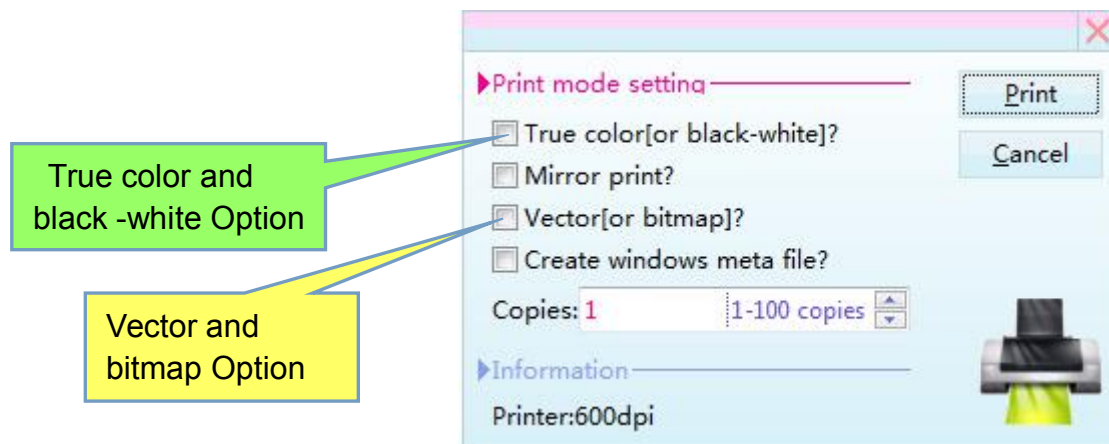 Print mode setting
Print
True color[or black-white]?
Cancel
Mirror print?
Vector[or bitmap]?
Create windows meta file?
Copies: 1 1-100 copies
Information
Printer:600dpi
True color and
black -white Option
Vector and
bitmap Option